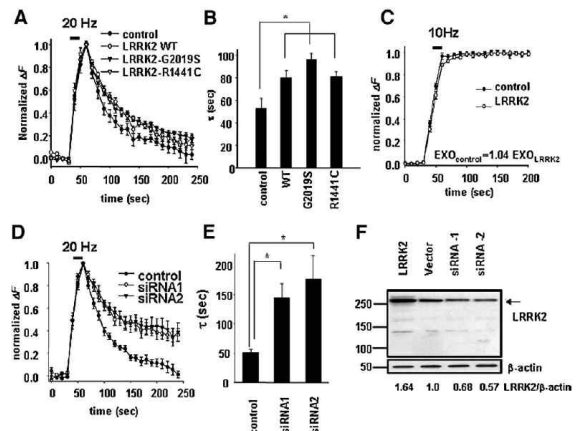 A
20 Hz
control
LRRK2 WT
LRRK2-G2019S
LRRK2-R1441C
Normalized ΔF
1.0
0.8
0.6
0.4
0.2
0.0
0 50 100 150 200 250
time (sec)
B
*
τ (sec)
100
80
60
40
20
0
control
WT
G2019S
R1441C
C
10Hz
control
LRRK2
normalized ΔF
1.0
0.8
0.6
0.4
0.2
0.0
EXOcontrol=1.04 EXOLRRK2
0 50 100 150 200
time (sec)
D
20 Hz
control
siRNA1
siRNA2
normalized ΔF
1.0
0.8
0.6
0.4
0.2
0.0
0 50 100 150 200 250
time (sec)
E
*
*
τ (sec)
200
150
100
50
0
control
siRNA1
siRNA2
F
LRRK2
Vector
siRNA -1
siRNA -2
250
150
100
50
LRRK2
β-actin
1.64 1.0 0.68 0.57 LRRK2/β-actin